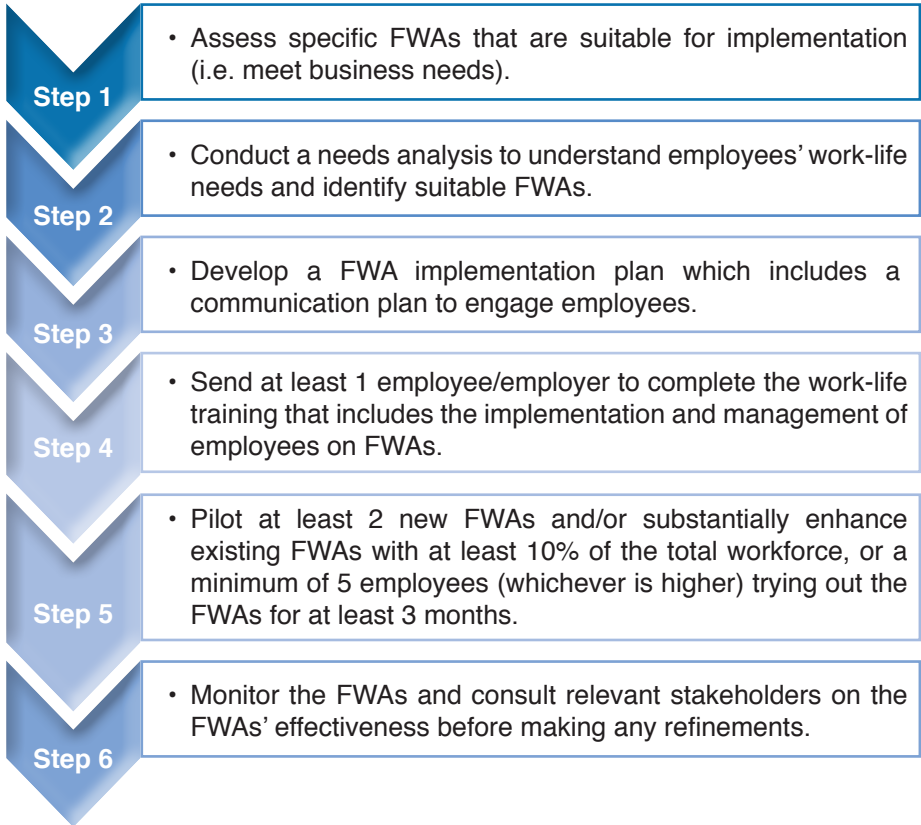 Step 1
• Assess specific FWAs that are suitable for implementation
(i.e. meet business needs).
Step 2
• Conduct a needs analysis to understand employees’ work-life
needs and identify suitable FWAs.
Step 3
• Develop a FWA implementation plan which includes a
communication plan to engage employees.
Step 4
• Send at least 1 employee/employer to complete the work-life
training that includes the implementation and management of
employees on FWAs.
Step 5
• Pilot at least 2 new FWAs and/or substantially enhance
existing FWAs with at least 10% of the total workforce, or a
minimum of 5 employees (whichever is higher) trying out the
FWAs for at least 3 months.
Step 6
• Monitor the FWAs and consult relevant stakeholders on the
FWAs’ effectiveness before making any refinements.